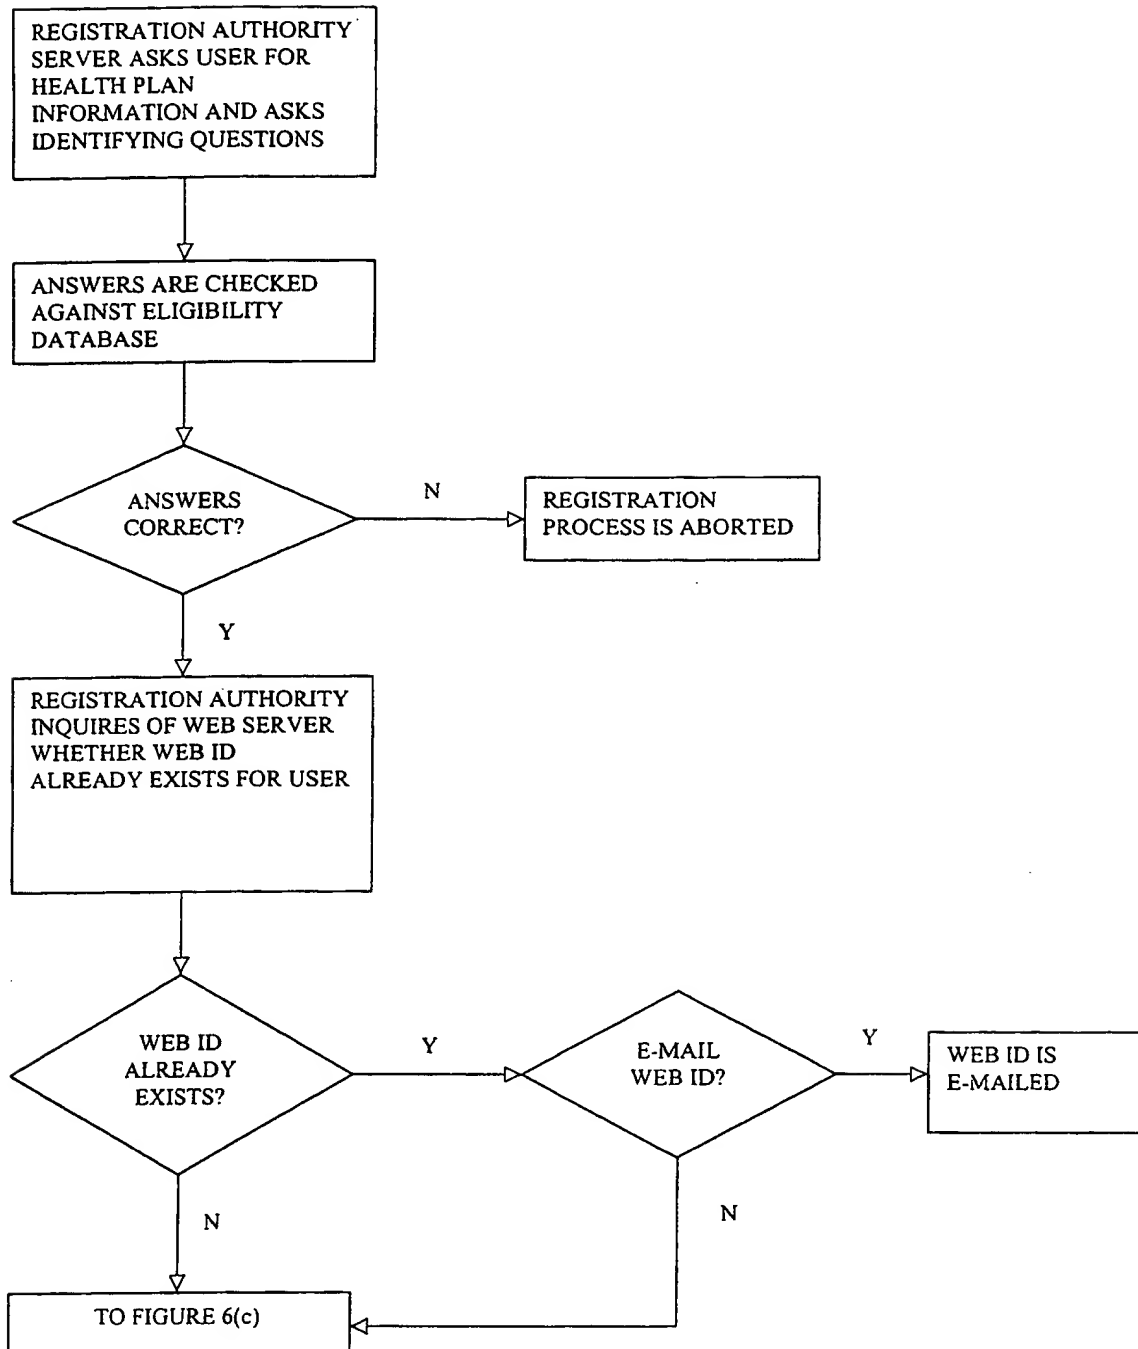 REGISTRATION AUTHORITY
SERVER ASKS USER FOR
HEALTH PLAN
INFORMATION AND ASKS
IDENTIFYING QUESTIONS
ANSWERS ARE CHECKED
AGAINST ELIGIBILITY
DATABASE
ANSWERS
CORRECT?
N
REGISTRATION
PROCESS IS ABORTED
Y
REGISTRATION AUTHORITY
INQUIRES OF WEB SERVER
WHETHER WEB ID
ALREADY EXISTS FOR USER
WEB ID
ALREADY
EXISTS?
Y
E-MAIL
WEB ID?
Y
WEB ID IS
E-MAILED
N
N
TO FIGURE 6(c)